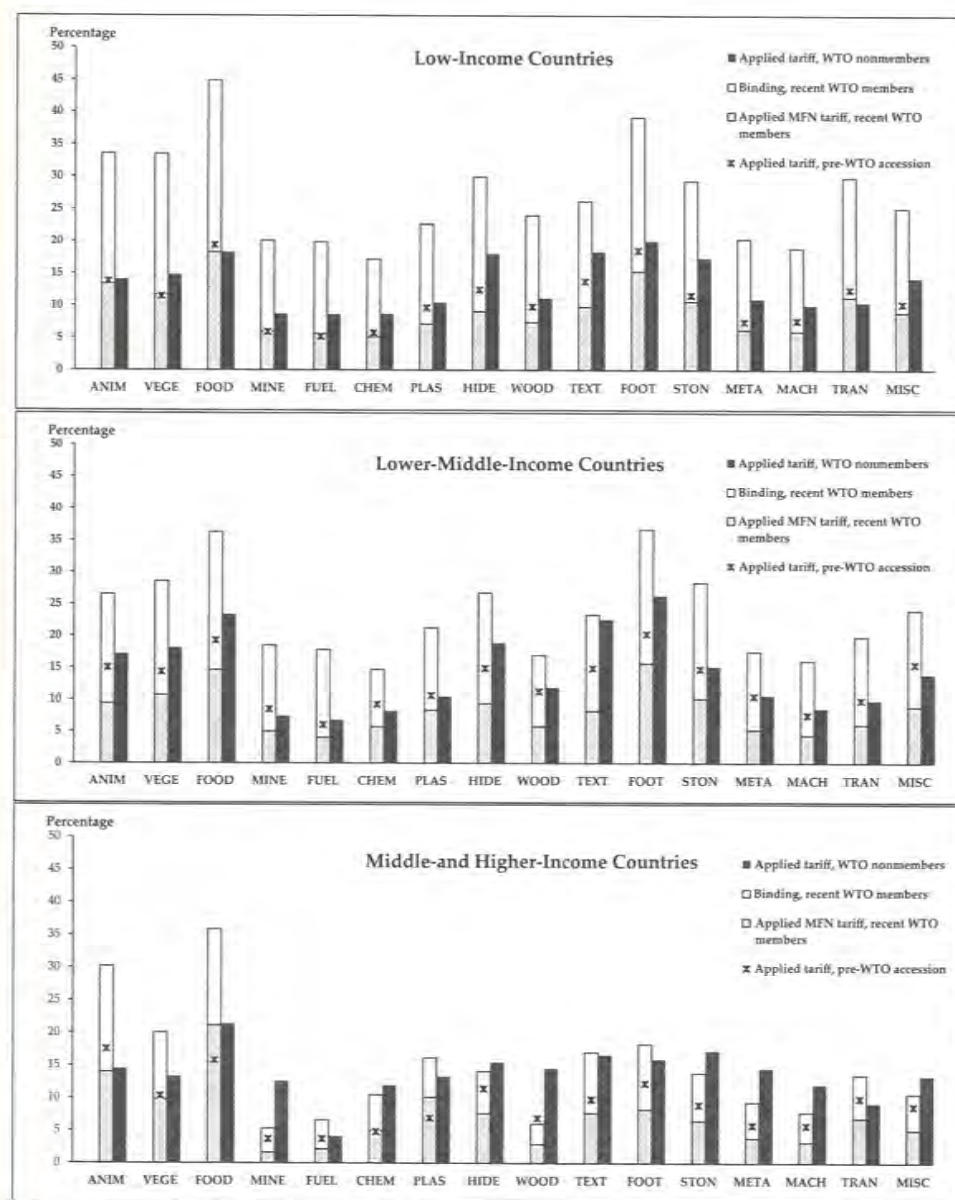 Percentage
Low-Income Countries
50
45
40
35
30
25
20
15
10
5
0
Applied tariff, WTO nonmembers
Binding, recent WTO members
Applied MFN tariff, recent WTO
members
Applied tariff, pre-WTO accession
ANIM VEGE FOOD MINE FUEL CHEM PLAS HIDE WOOD TEXT FOOT STON META MACH TRAN MISC
Percentage
Lower-Middle-Income Countries
50
45
40
35
30
25
20
15
10
5
0
Applied tariff, WTO nonmembers
Binding, recent WTO members
Applied MFN tariff, recent WTO
members
Applied tariff, pre-WTO accession
ANIM VEGE FOOD MINE FUEL CHEM PLAS HIDE WOOD TEXT FOOT STON META MACH TRAN MISC
Percentage
Middle-and Higher-Income Countries
50
45
40
35
30
25
20
15
10
5
0
Applied tariff, WTO nonmembers
Binding, recent WTO members
Applied MFN tariff, recent WTO
members
Applied tariff, pre-WTO accession
ANIM VEGE FOOD MINE FUEL CHEM PLAS HIDE WOOD TEXT FOOT STON META MACH TRAN MISC